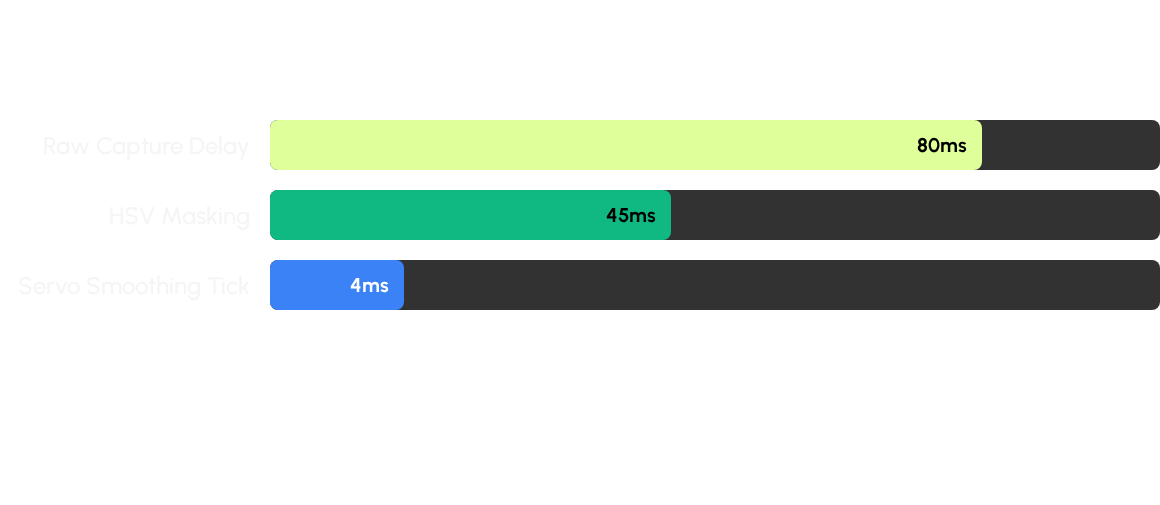 Raw Capture Delay
80ms
HSV Masking
45ms
Servo Smoothing Tick
4ms